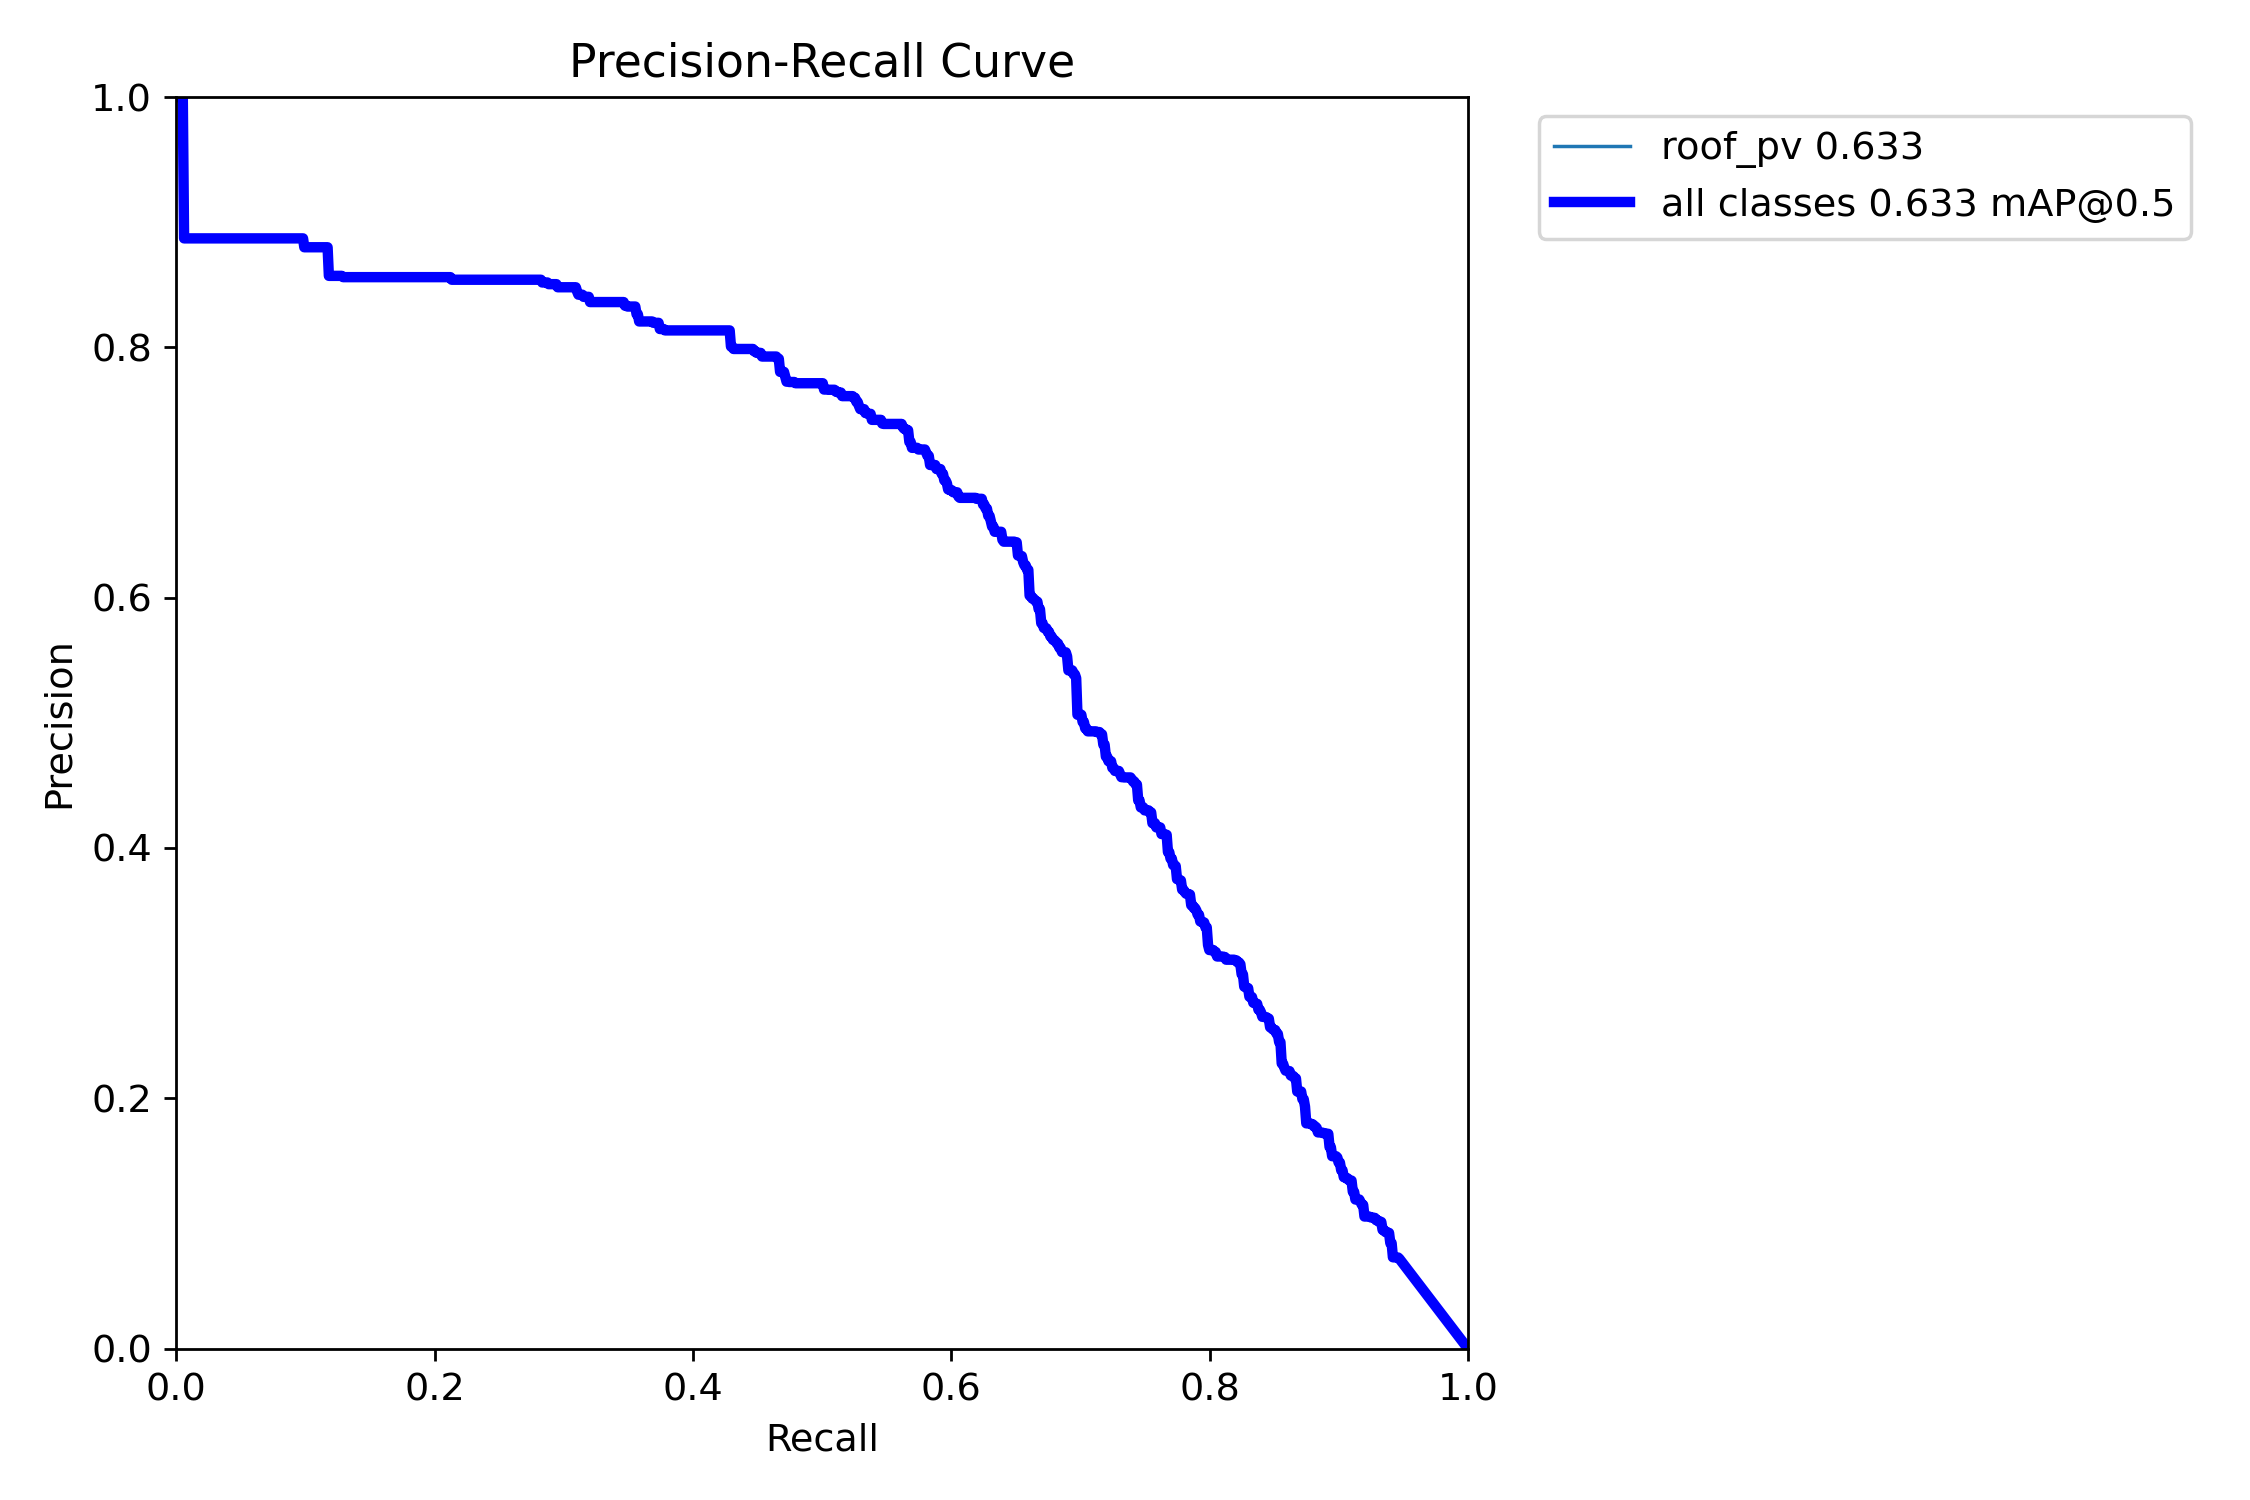 Precision-Recall Curve
1.0
0.8
0.6
0.4
0.2
0.0
Precision
0.0 0.2 0.4 0.6 0.8 1.0
Recall
roof_pv 0.633
all classes 0.633 mAP@0.5